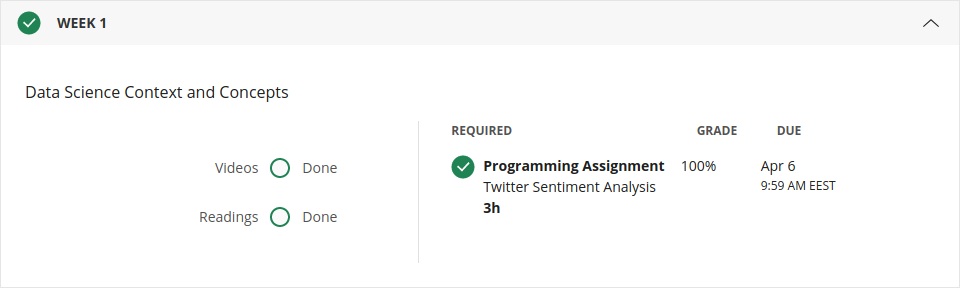 WEEK 1
Data Science Context and Concepts
Videos Done
Readings Done
REQUIRED GRADE DUE
Programming Assignment 100% Apr 6
Twitter Sentiment Analysis 9:59 AM EEST
3h